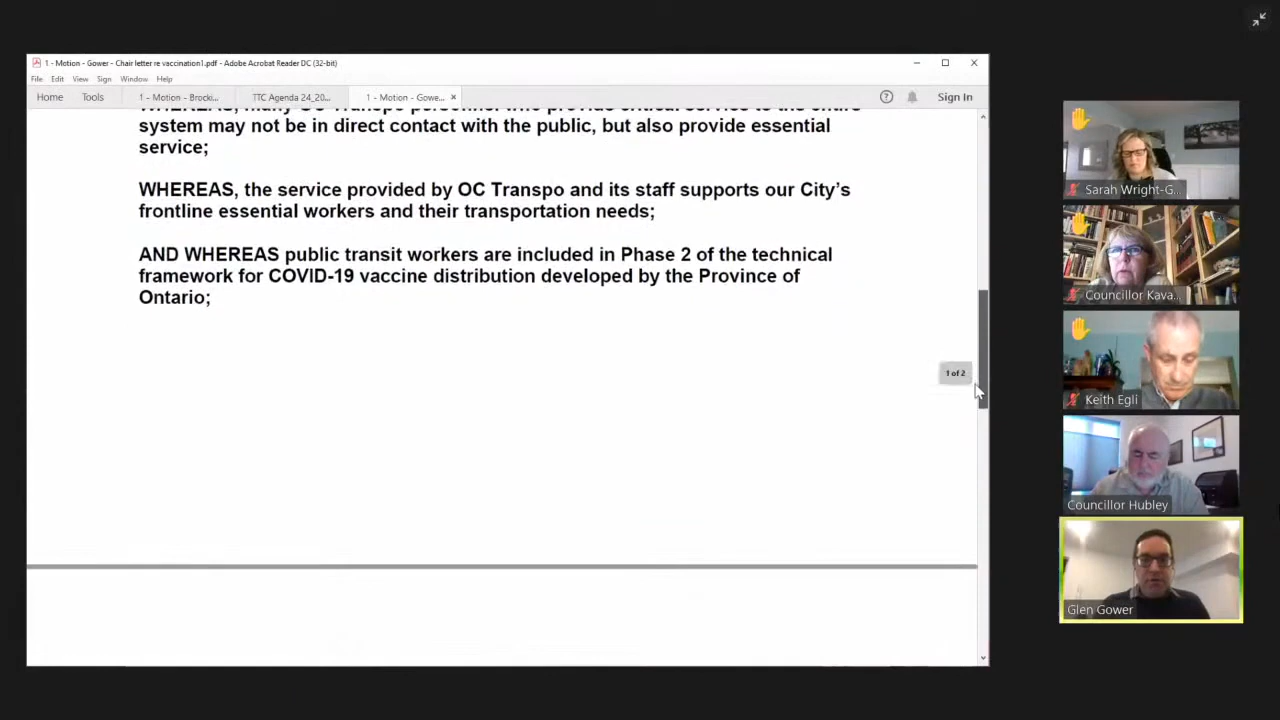 1 - Motion - Gower - Chair letter re vaccination1.pdf - Adobe Acrobat Reader DC (32-bit)
File Edit View Sign Window Help
Home Tools 1 - Motion - Brocki... TTC Agenda 24_20... 1 - Motion - Gowe... × Sign In
system may not be in direct contact with the public, but also provide essential
service;
WHEREAS, the service provided by OC Transpo and its staff supports our City's
frontline essential workers and their transportation needs;
AND WHEREAS public transit workers are included in Phase 2 of the technical
framework for COVID-19 vaccine distribution developed by the Province of
Ontario;
1 of 2
Sarah Wright-G...
Councillor Kava...
Keith Egli
Councillor Hubley
Glen Gower